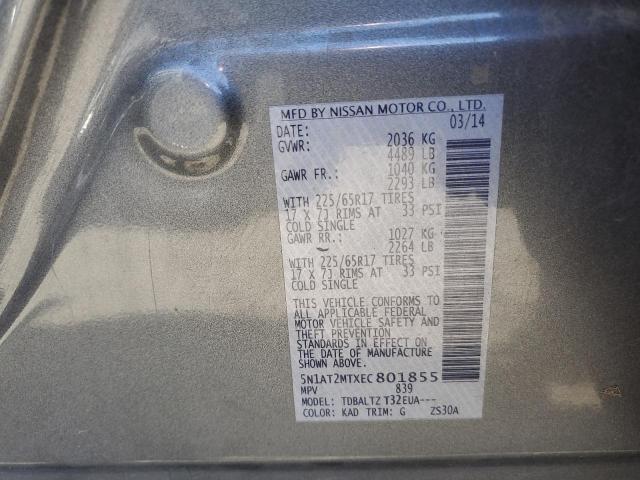 MFD BY NISSAN MOTOR CO., LTD.
DATE: 03/14
GVWR: 2036 KG
4489 LB
GAWR FR.: 1040 KG
2293 LB
WITH 225/65R17 TIRES
17 X 7J RIMS AT 33 PSI
COLD SINGLE
GAWR RR.: 1027 KG
2264 LB
WITH 225/65R17 TIRES
17 X 7J RIMS AT 33 PSI
COLD SINGLE
THIS VEHICLE CONFORMS TO
ALL APPLICABLE FEDERAL
MOTOR VEHICLE SAFETY AND
THEFT PREVENTION
STANDARDS IN EFFECT ON
THE DATE OF MANUFACTURE
SHOWN ABOVE.
5N1AT2MTXEC801855
MPV 839
MODEL: TDBALTZ T32EUA---
COLOR: KAD TRIM: G ZS30A